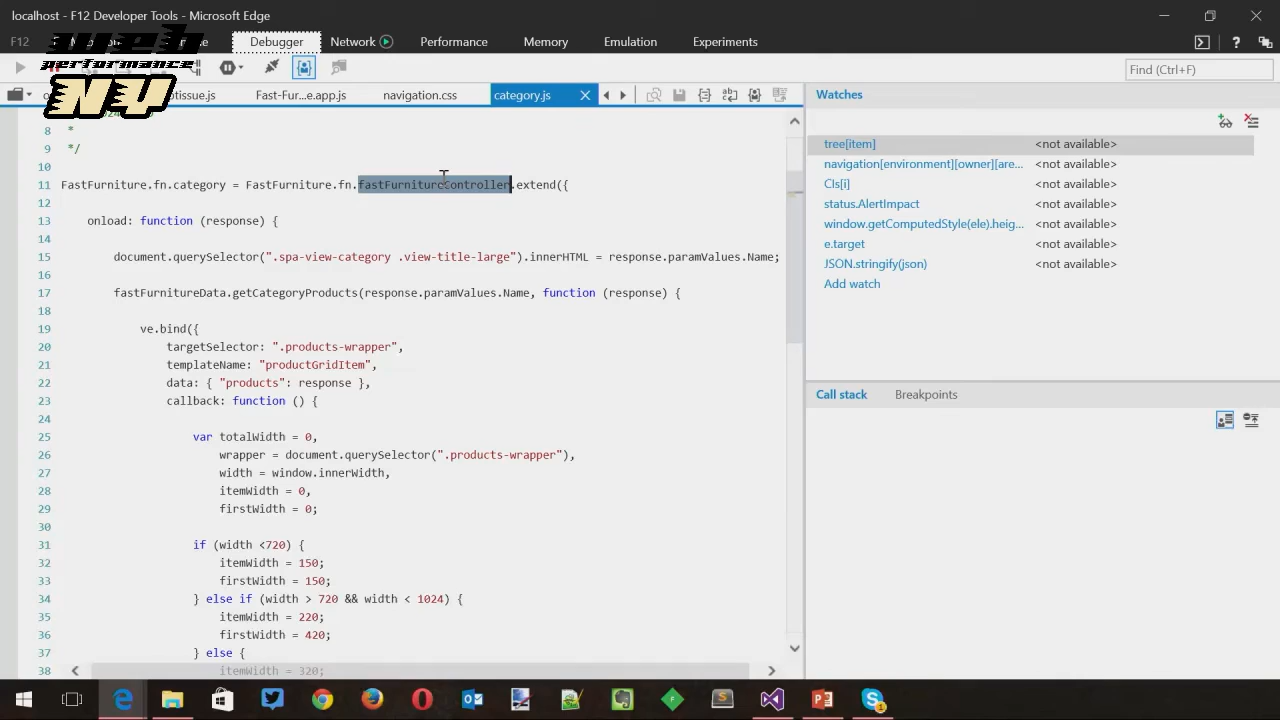 localhost - F12 Developer Tools - Microsoft Edge
F12
Debugger
Network
Performance
Memory
Emulation
Experiments
web
performance
NY
Find (Ctrl+F)
Fast-Fur...e.app.js
navigation.css
category.js
8 *
9 */
10
11 FastFurniture.fn.category = FastFurniture.fn.fastFurnitureController.extend({
12
13 onload: function (response) {
14
15 document.querySelector(".spa-view-category .view-title-large").innerHTML = response.paramValues.Name;
16
17 fastFurnitureData.getCategoryProducts(response.paramValues.Name, function (response) {
18
19 ve.bind({
20 targetSelector: ".products-wrapper",
21 templateName: "productGridItem",
22 data: { "products": response },
23 callback: function () {
24
25 var totalWidth = 0,
26 wrapper = document.querySelector(".products-wrapper"),
27 width = window.innerWidth,
28 itemWidth = 0,
29 firstWidth = 0;
30
31 if (width <720) {
32 itemWidth = 150;
33 firstWidth = 150;
34 } else if (width > 720 && width < 1024) {
35 itemWidth = 220;
36 firstWidth = 420;
37 } else {
38 itemWidth = 320;
Watches
tree[item] <not available>
navigation[environment][owner][are... <not available>
Cls[i] <not available>
status.AlertImpact <not available>
window.getComputedStyle(ele).heig... <not available>
e.target <not available>
JSON.stringify(json) <not available>
Add watch
Call stack
Breakpoints